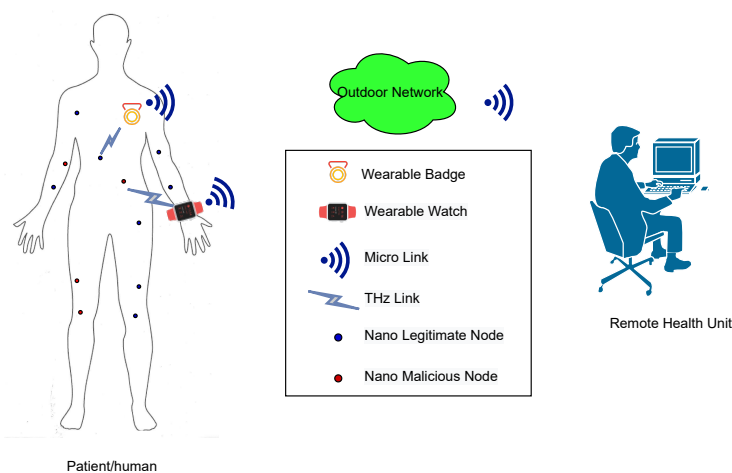 Outdoor Network
Wearable Badge
Wearable Watch
Micro Link
THz Link
Nano Legitimate Node
Nano Malicious Node
Remote Health Unit
Patient/human